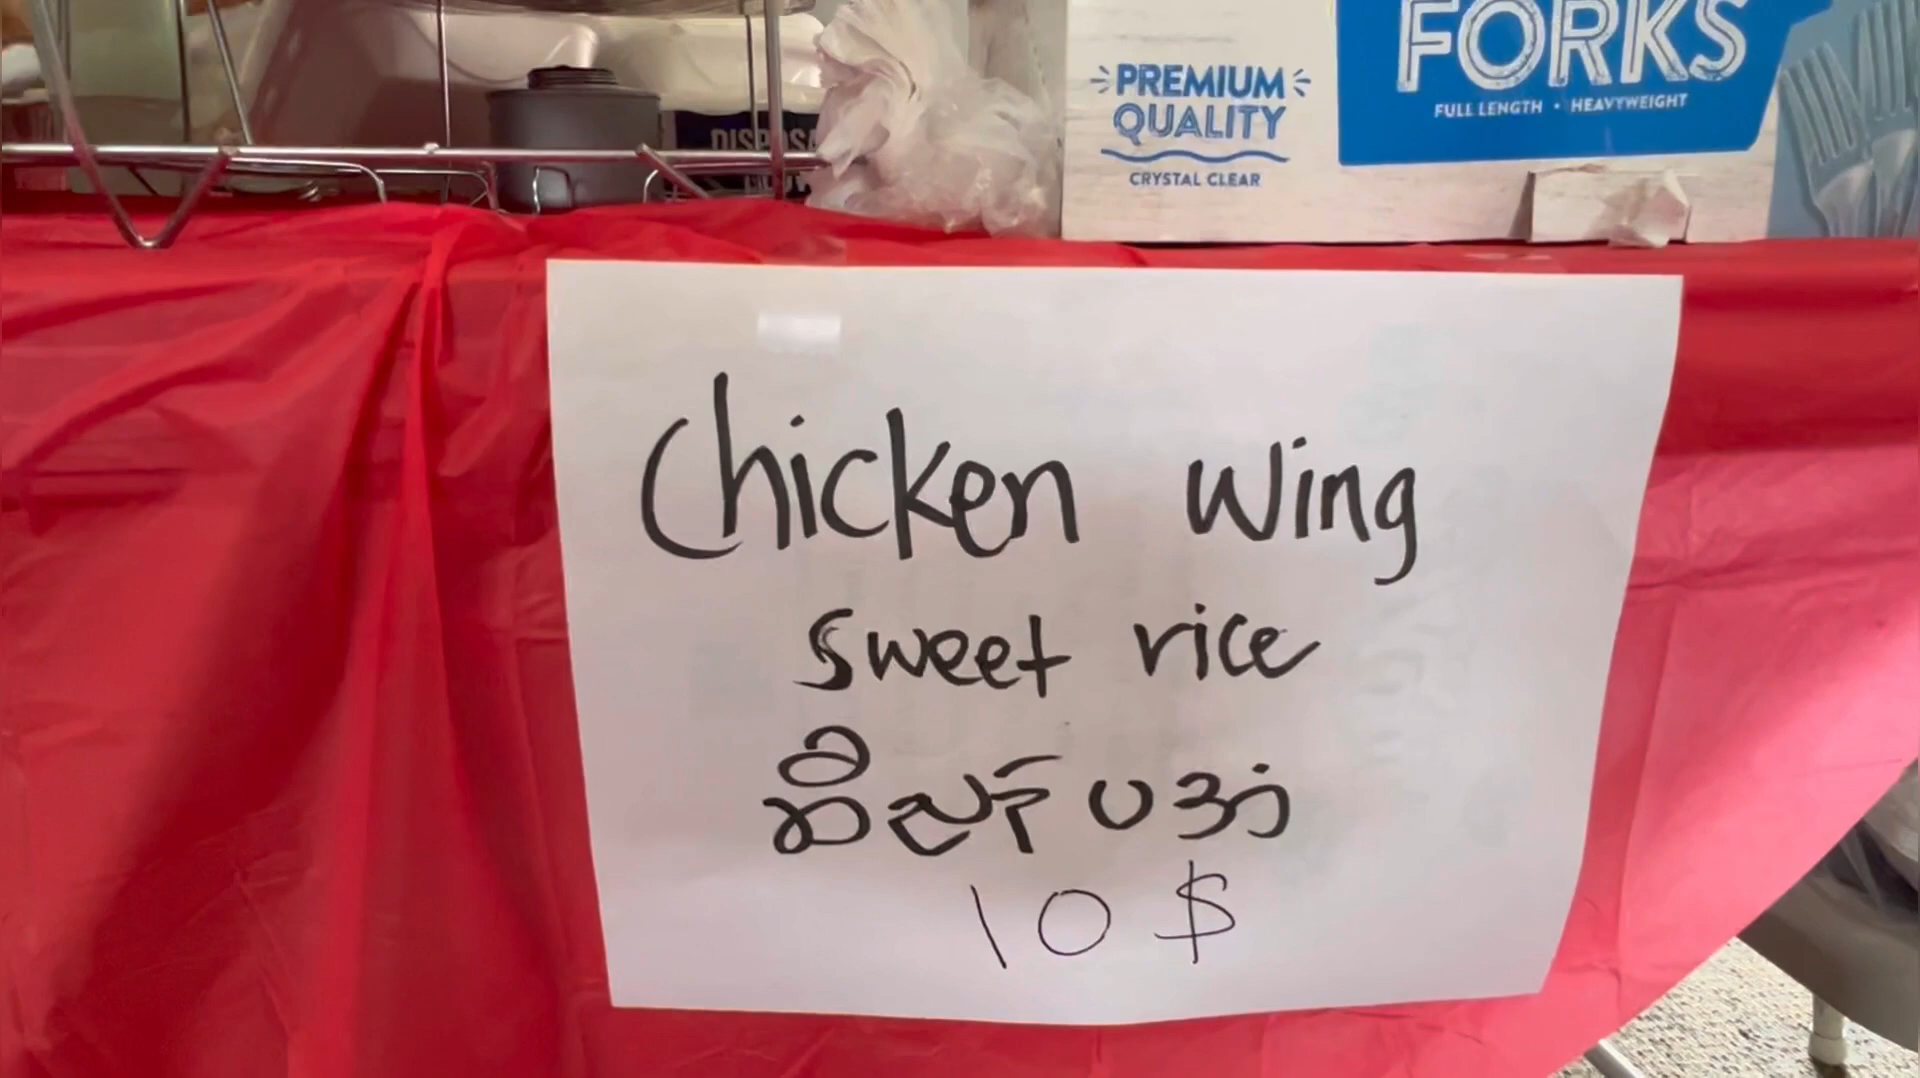 FORKS
FULL LENGTH • HEAVYWEIGHT
PREMIUM
QUALITY
CRYSTAL CLEAR
Chicken wing
sweet rice
10 $